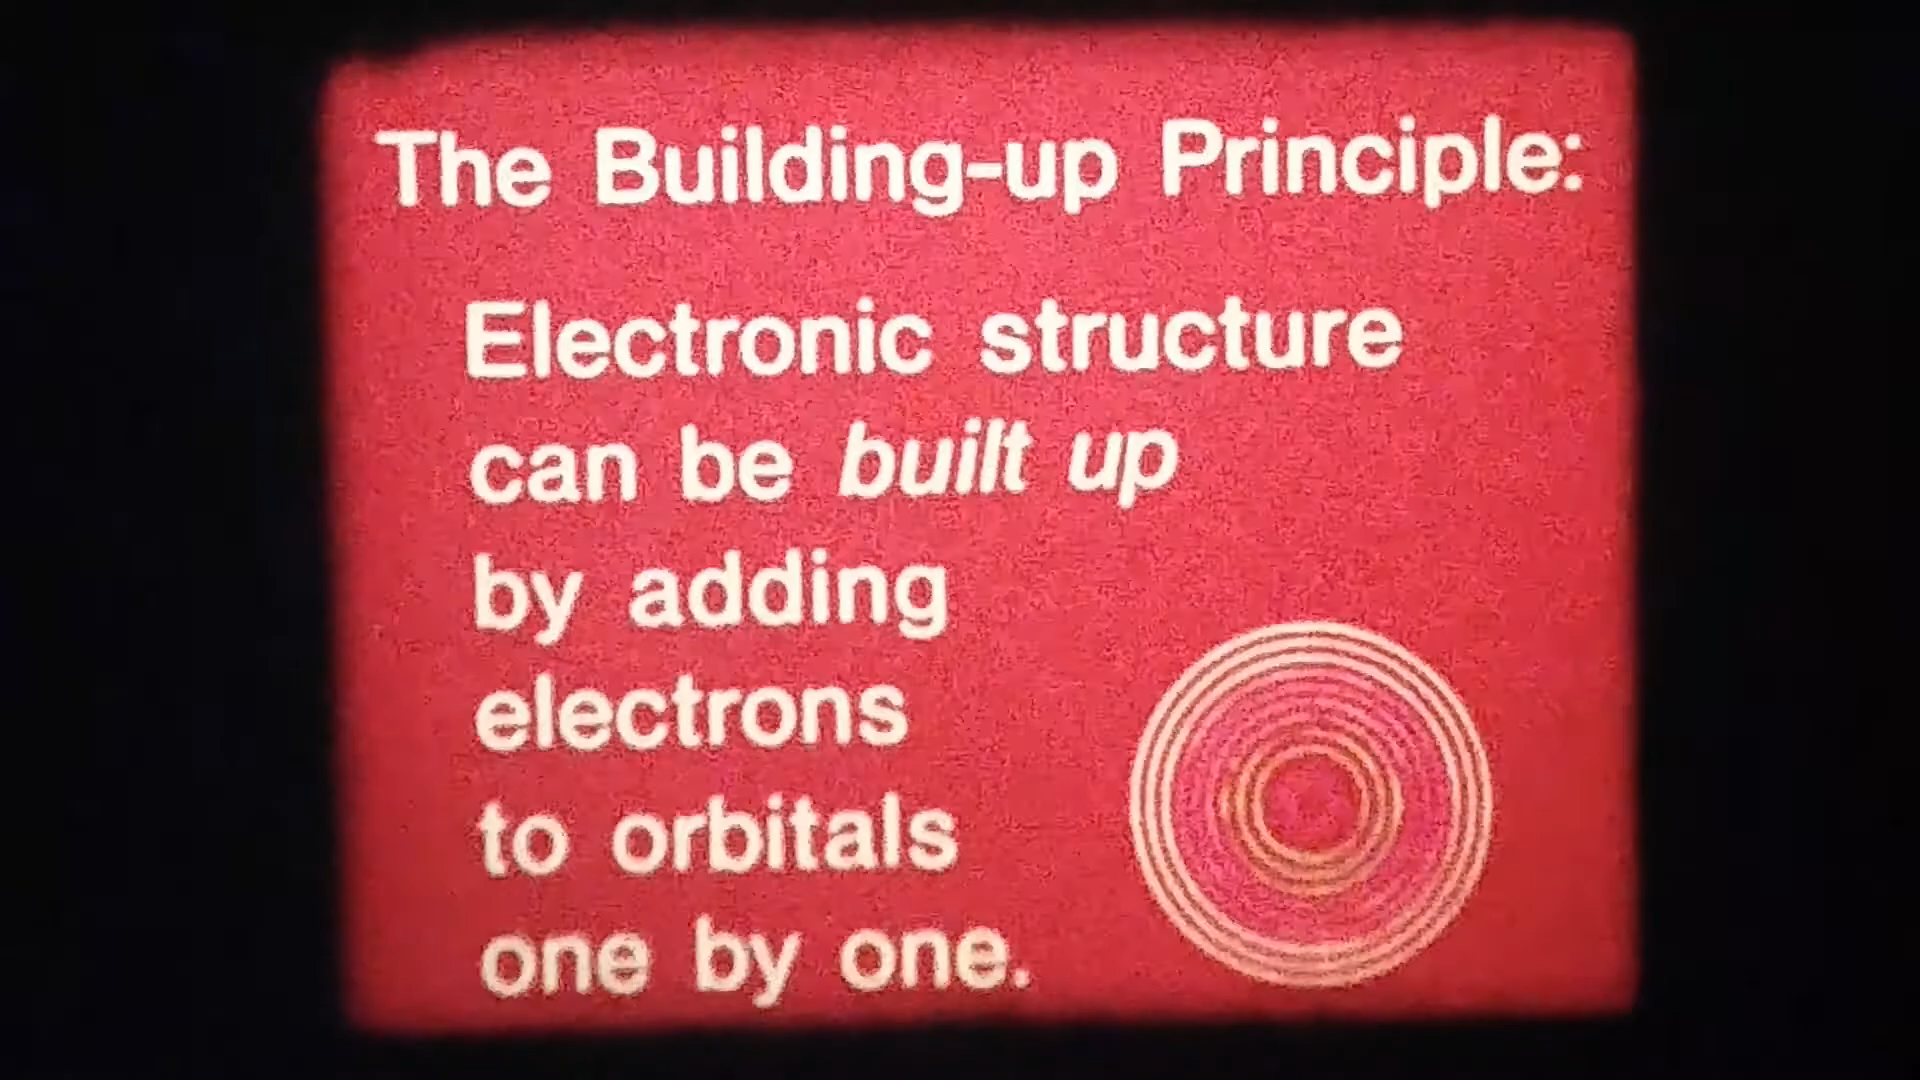 The Building-up Principle:
Electronic structure
can be built up
by adding
electrons
to orbitals
one by one.